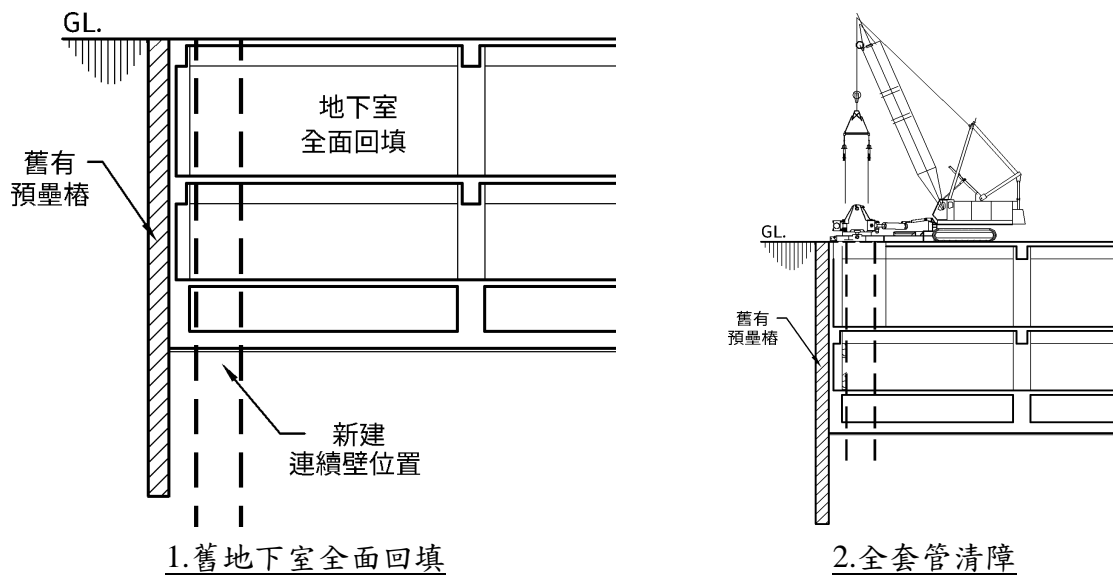 GL.
地下室
全面回填
舊有
預壘樁
新建
連續壁位置
1.舊地下室全面回填
GL.
舊有
預壘樁
2.全套管清障